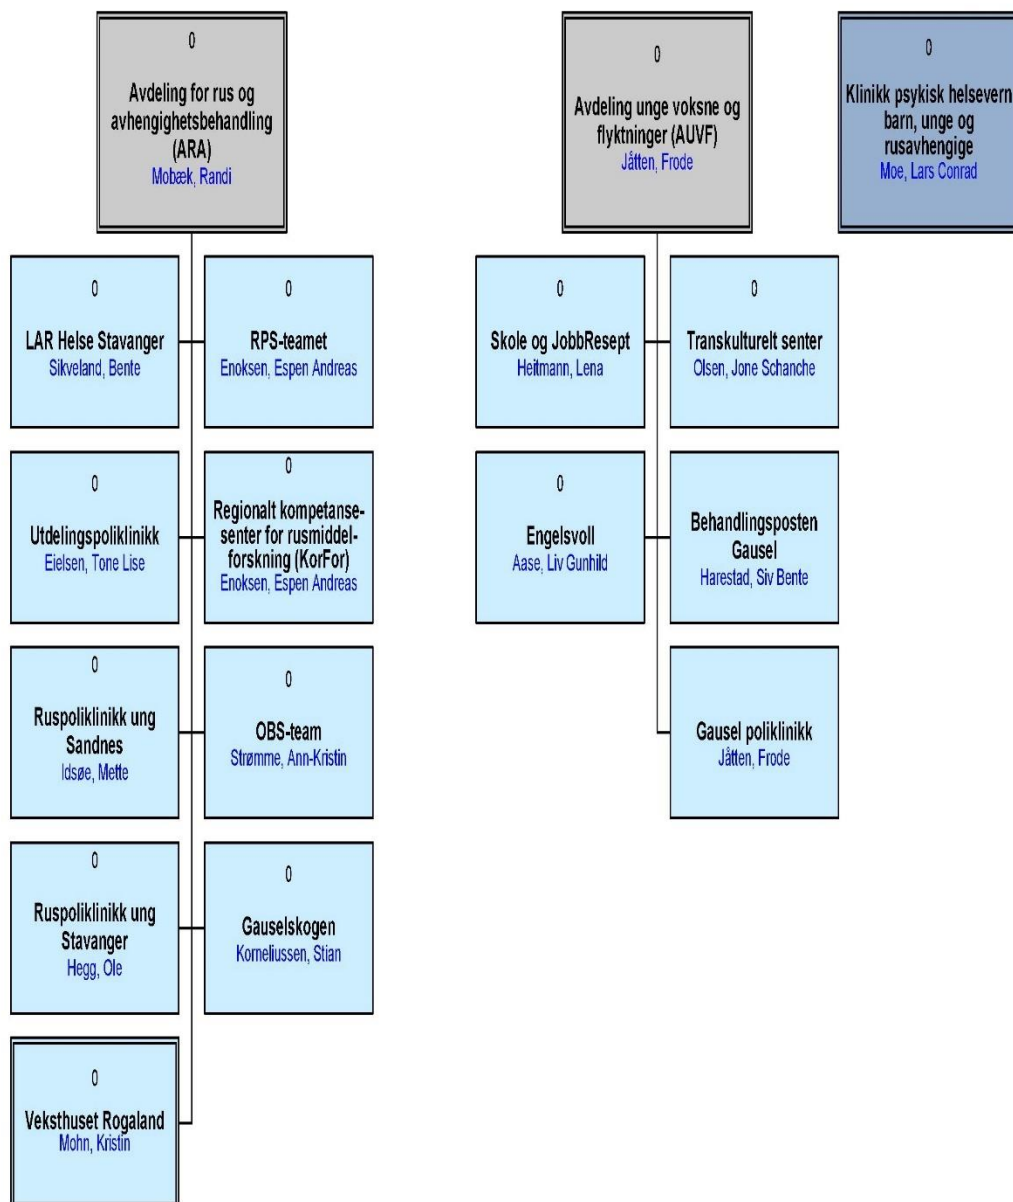 0
Avdeling for rus og
avhengighetsbehandling
(ARA)
Mobæk, Randi
0
Avdeling unge voksne og
flyktninger (AUVF)
Jåtten, Frode
0
Klinikk psykisk helsevern
barn, unge og
rusavhengige
Moe, Lars Conrad
0
LAR Helse Stavanger
Sikveland, Bente
0
RPS-teamet
Enoksen, Espen Andreas
0
Skole og JobbResept
Heitmann, Lena
0
Transkulturelt senter
Olsen, Jone Schanche
0
Utdelingspoliklinikk
Eielsen, Tone Lise
0
Regionalt kompetanse-
senter for rusmiddel-
forskning (KorFor)
Enoksen, Espen Andreas
0
Engelsvoll
Aase, Liv Gunhild
Behandlingsposten
Gausel
Harestad, Siv Bente
0
Ruspoliklinikk ung
Sandnes
Idsøe, Mette
0
OBS-team
Strømme, Ann-Kristin
Gausel poliklinikk
Jåtten, Frode
0
Ruspoliklinikk ung
Stavanger
Hegg, Ole
0
Gauselskogen
Korneliussen, Stian
0
Veksthuset Rogaland
Mohn, Kristin